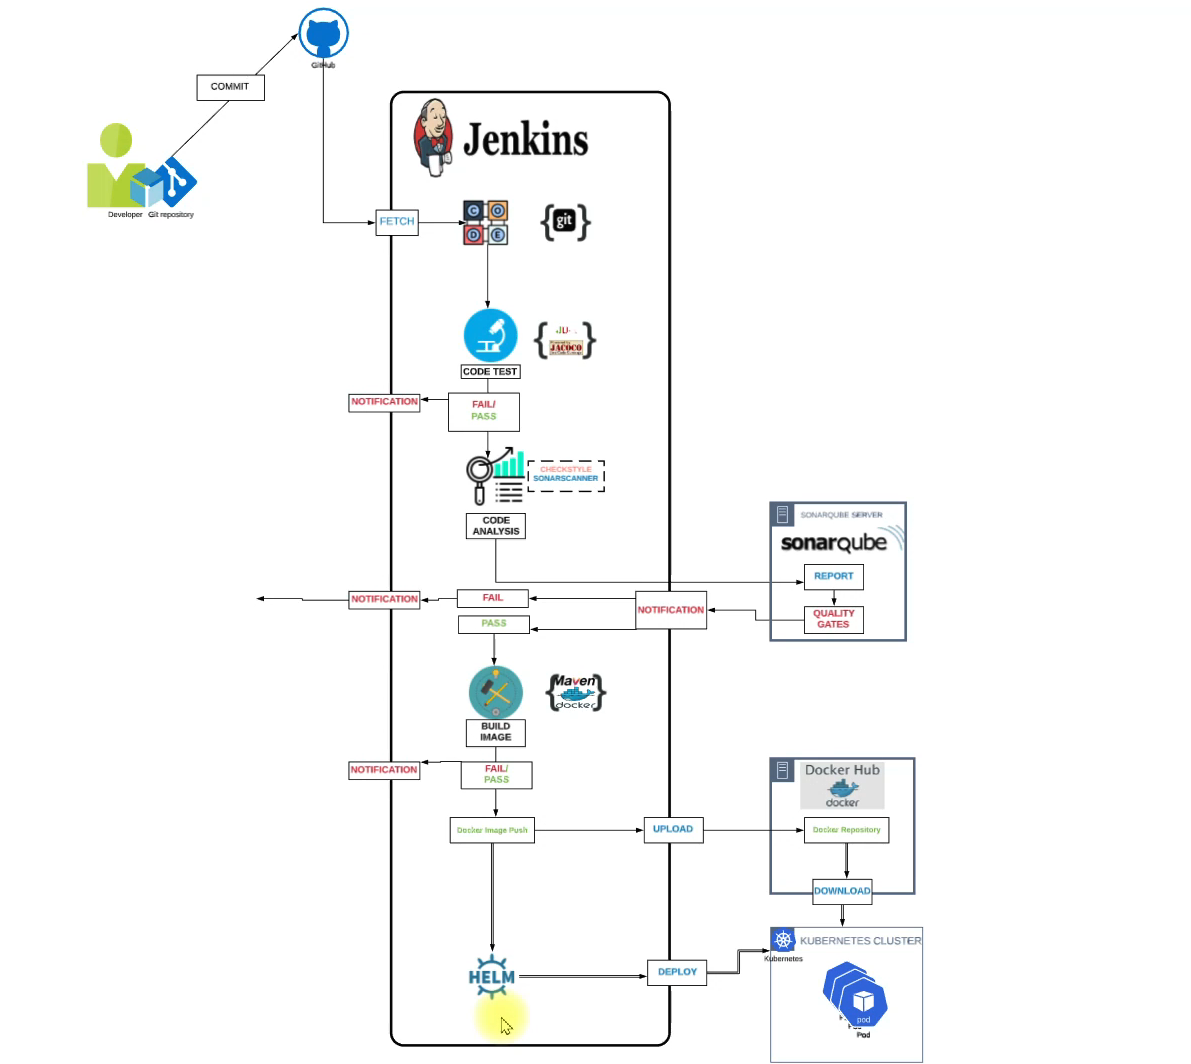 GitHub
COMMIT
Developer
Git repository
Jenkins
FETCH
C O
D E
git
JACOCO
CODE TEST
NOTIFICATION
FAIL/
PASS
CHECKSTYLE
SONARSCANNER
CODE
ANALYSIS
SONARQUBE SERVER
sonarqube
REPORT
QUALITY
GATES
NOTIFICATION
FAIL
NOTIFICATION
PASS
Maven
docker
BUILD
IMAGE
NOTIFICATION
FAIL/
PASS
Docker Hub
docker
Docker Image Push
UPLOAD
Docker Repository
DOWNLOAD
KUBERNETES CLUSTER
Kubernetes
HELM
DEPLOY
pod
Pod